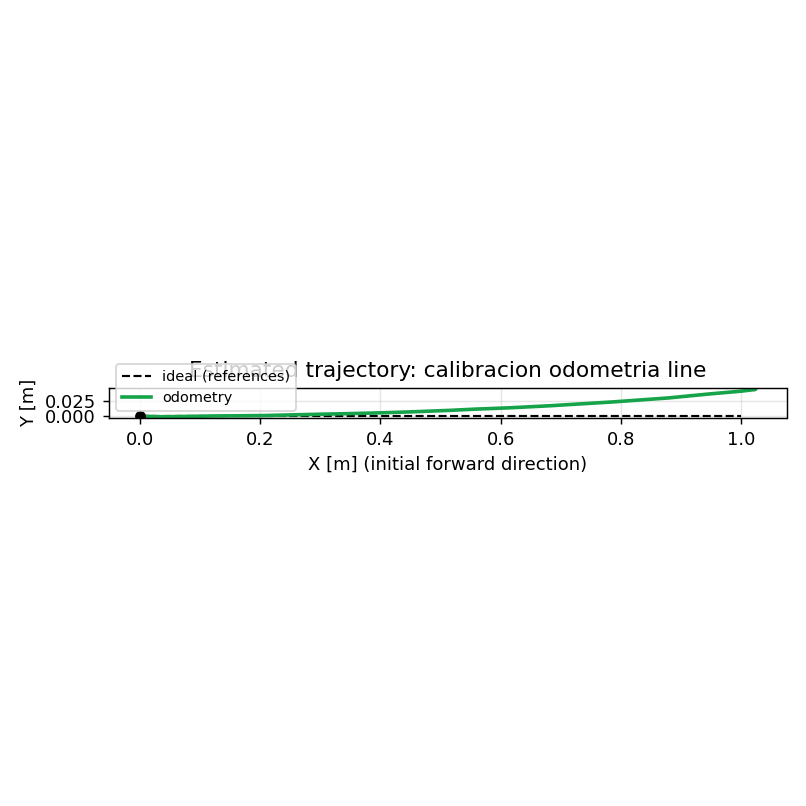 Estimated trajectory: calibracion odometria line
ideal (references)
odometry
Y [m]
0.025
0.000
0.0 0.2 0.4 0.6 0.8 1.0
X [m] (initial forward direction)